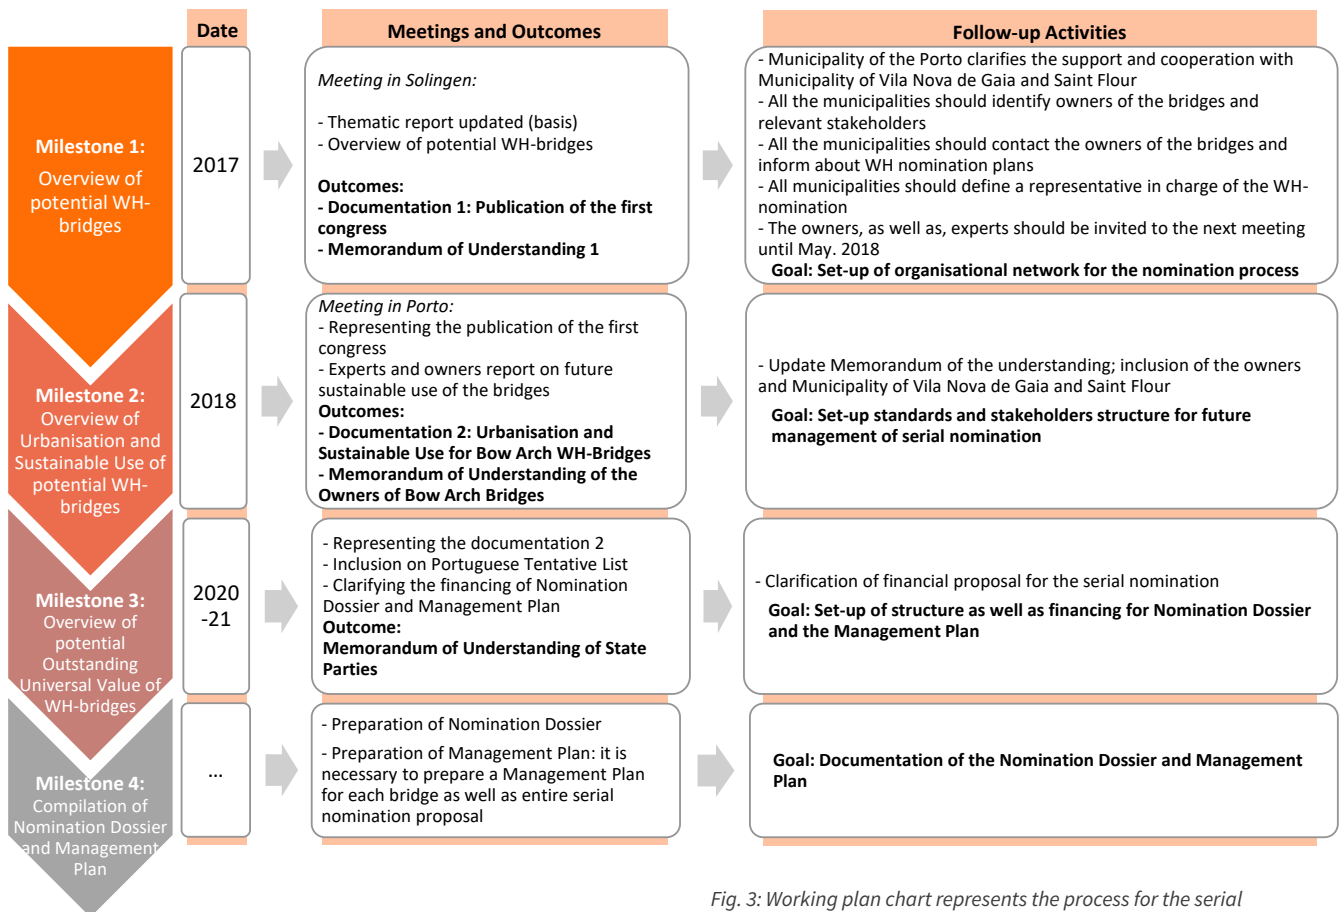 Date
Meetings and Outcomes
Follow-up Activities
Milestone 1:
Overview of
potential WH-
bridges
2017
Meeting in Solingen:
- Thematic report updated (basis)
- Overview of potential WH-bridges
Outcomes:
- Documentation 1: Publication of the first
congress
- Memorandum of Understanding 1
- Municipality of the Porto clarifies the support and cooperation with
Municipality of Vila Nova de Gaia and Saint Flour
- All the municipalities should identify owners of the bridges and
relevant stakeholders
- All the municipalities should contact the owners of the bridges and
inform about WH nomination plans
- All municipalities should define a representative in charge of the WH-
nomination
- The owners, as well as, experts should be invited to the next meeting
until May. 2018
Goal: Set-up of organisational network for the nomination process
Milestone 2:
Overview of
Urbanisation and
Sustainable Use of
potential WH-
bridges
2018
Meeting in Porto:
- Representing the publication of the first
congress
- Experts and owners report on future
sustainable use of the bridges
Outcomes:
- Documentation 2: Urbanisation and
Sustainable Use for Bow Arch WH-Bridges
- Memorandum of Understanding of the
Owners of Bow Arch Bridges
- Update Memorandum of the understanding; inclusion of the owners
and Municipality of Vila Nova de Gaia and Saint Flour
Goal: Set-up standards and stakeholders structure for future
management of serial nomination
Milestone 3:
Overview of
potential
Outstanding
Universal Value of
WH-bridges
2020
-21
- Representing the documentation 2
- Inclusion on Portuguese Tentative List
- Clarifying the financing of Nomination
Dossier and Management Plan
Outcome:
Memorandum of Understanding of State
Parties
- Clarification of financial proposal for the serial nomination
Goal: Set-up of structure as well as financing for Nomination Dossier
and the Management Plan
Milestone 4:
Compilation of
Nomination Dossier
and Management
Plan
...
- Preparation of Nomination Dossier
- Preparation of Management Plan: it is
necessary to prepare a Management Plan
for each bridge as well as entire serial
nomination proposal
Goal: Documentation of the Nomination Dossier and Management
Plan
Fig. 3: Working plan chart represents the process for the serial